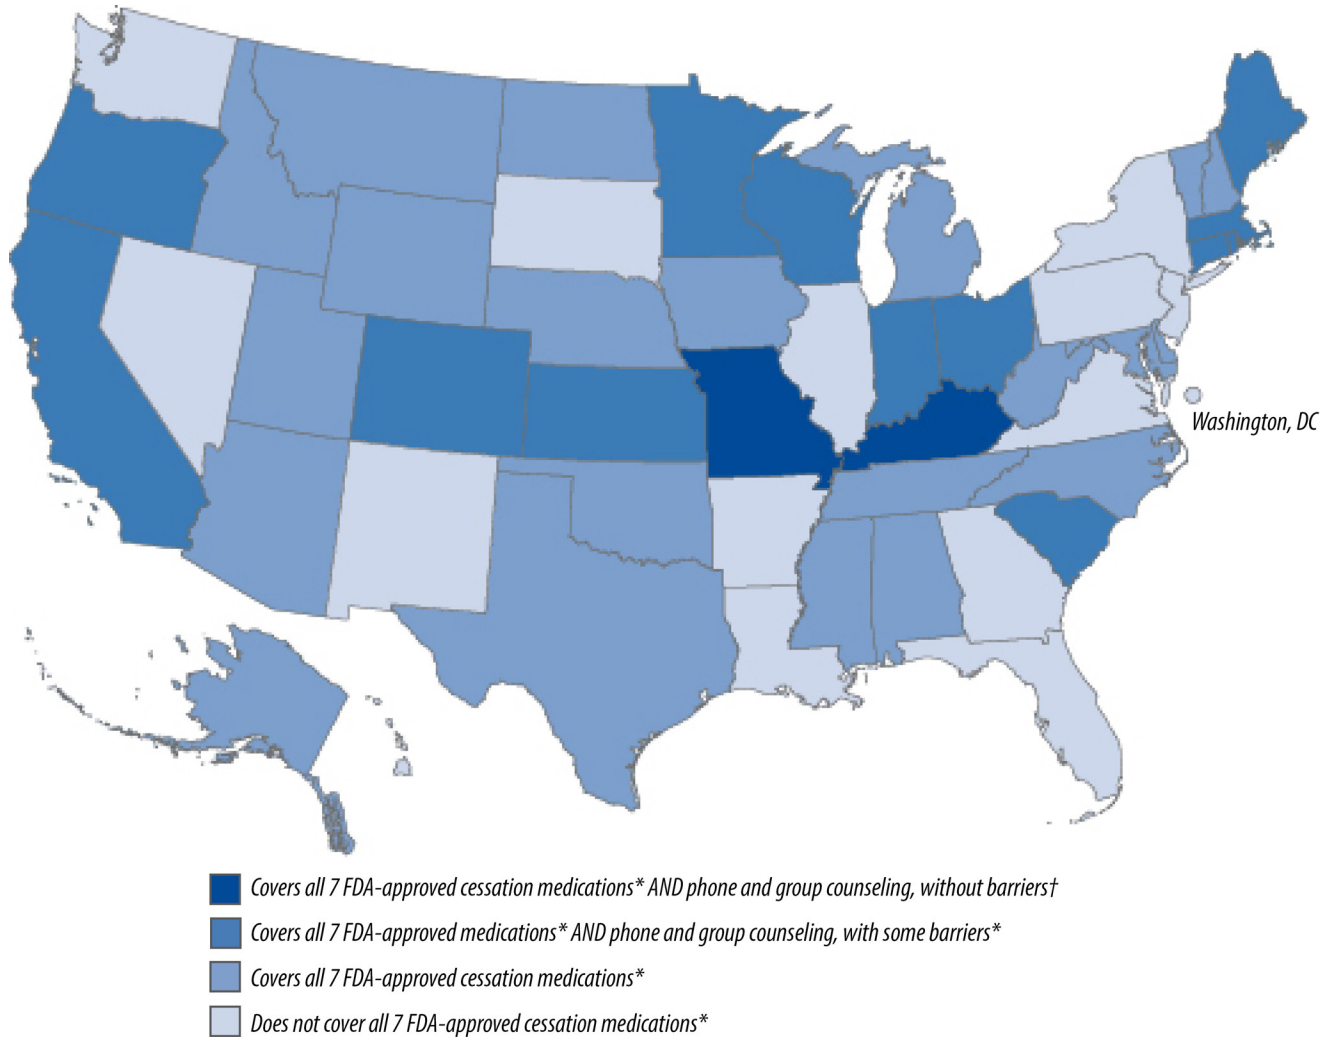 Washington, DC
Covers all 7 FDA-approved cessation medications* AND phone and group counseling, without barriers†
Covers all 7 FDA-approved medications* AND phone and group counseling, with some barriers*
Covers all 7 FDA-approved cessation medications*
Does not cover all 7 FDA-approved cessation medications*